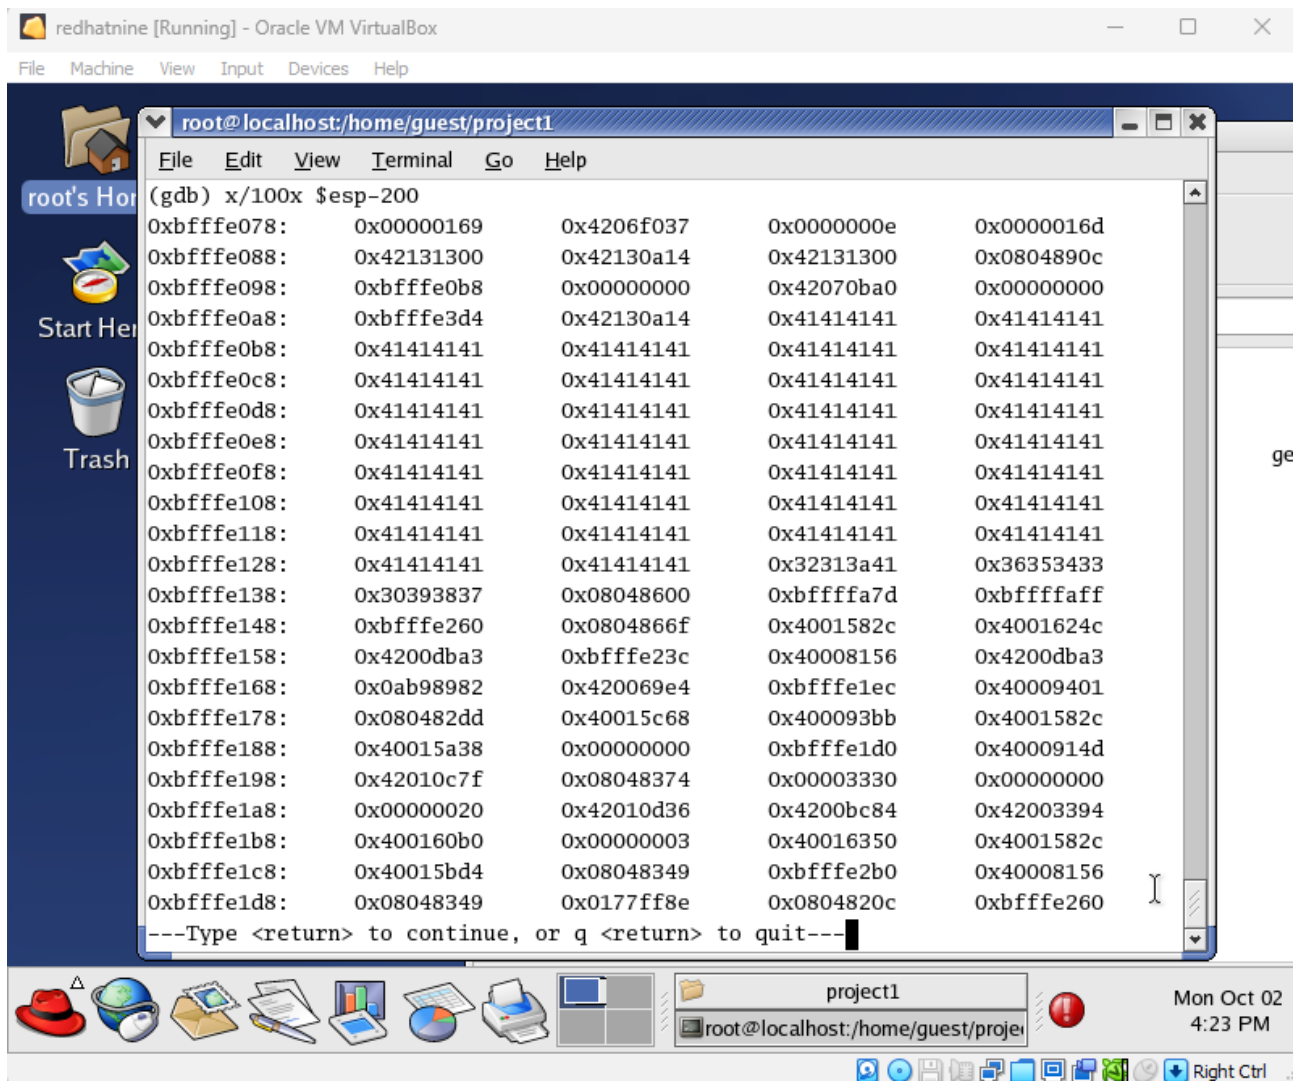 redhatnine [Running] - Oracle VM VirtualBox
File Machine View Input Devices Help
root@localhost:/home/guest/project1
File Edit View Terminal Go Help
root's Hor
Start Her
Trash
(gdb) x/100x $esp-200
0xbfffe078: 0x00000169 0x4206f037 0x0000000e 0x0000016d
0xbfffe088: 0x42131300 0x42130a14 0x42131300 0x0804890c
0xbfffe098: 0xbfffe0b8 0x00000000 0x42070ba0 0x00000000
0xbfffe0a8: 0xbfffe3d4 0x42130a14 0x41414141 0x41414141
0xbfffe0b8: 0x41414141 0x41414141 0x41414141 0x41414141
0xbfffe0c8: 0x41414141 0x41414141 0x41414141 0x41414141
0xbfffe0d8: 0x41414141 0x41414141 0x41414141 0x41414141
0xbfffe0e8: 0x41414141 0x41414141 0x41414141 0x41414141
0xbfffe0f8: 0x41414141 0x41414141 0x41414141 0x41414141
0xbfffe108: 0x41414141 0x41414141 0x41414141 0x41414141
0xbfffe118: 0x41414141 0x41414141 0x41414141 0x41414141
0xbfffe128: 0x41414141 0x41414141 0x32313a41 0x36353433
0xbfffe138: 0x30393837 0x08048600 0xbffffa7d 0xbffffaff
0xbfffe148: 0xbfffe260 0x0804866f 0x4001582c 0x4001624c
0xbfffe158: 0x4200dba3 0xbfffe23c 0x40008156 0x4200dba3
0xbfffe168: 0x0ab98982 0x420069e4 0xbfffe1ec 0x40009401
0xbfffe178: 0x080482dd 0x40015c68 0x400093bb 0x4001582c
0xbfffe188: 0x40015a38 0x00000000 0xbfffe1d0 0x4000914d
0xbfffe198: 0x42010c7f 0x08048374 0x00003330 0x00000000
0xbfffe1a8: 0x00000020 0x42010d36 0x4200bc84 0x42003394
0xbfffe1b8: 0x400160b0 0x00000003 0x40016350 0x4001582c
0xbfffe1c8: 0x40015bd4 0x08048349 0xbfffe2b0 0x40008156
0xbfffe1d8: 0x08048349 0x0177ff8e 0x0804820c 0xbfffe260
---Type <return> to continue, or q <return> to quit---
ge
project1
root@localhost:/home/guest/proje
Mon Oct 02
4:23 PM
Right Ctrl